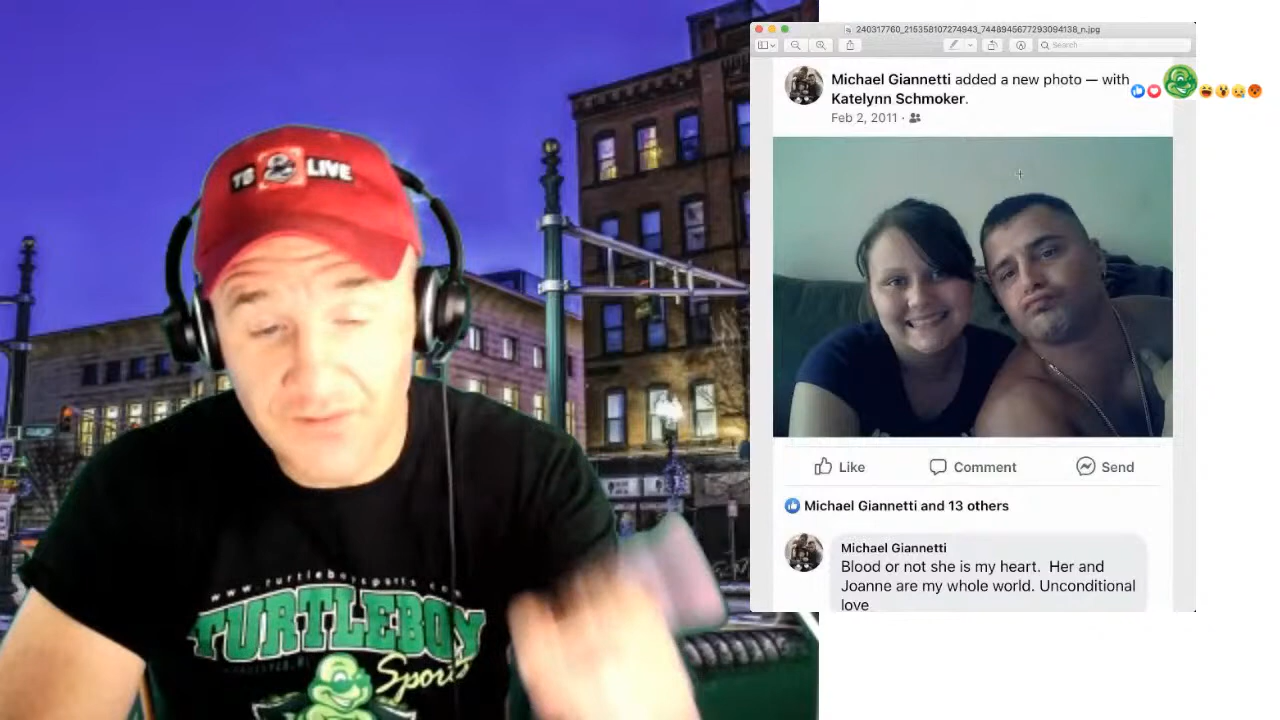 240317760_215358107274943_7448945677293094138_n.jpg
Search
Michael Giannetti added a new photo — with
Katelynn Schmoker.
Feb 2, 2011 ·
Like
Comment
Send
Michael Giannetti and 13 others
Michael Giannetti
Blood or not she is my heart. Her and
Joanne are my whole world. Unconditional
love
TB LIVE
www.turtleboysports.com
TURTLEBOY
Sports